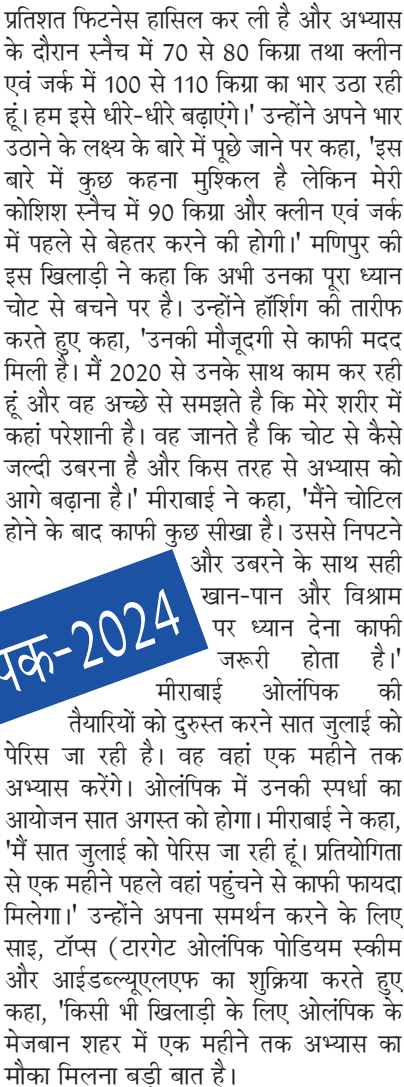 प्रतिशत फिटनेस हासिल कर ली है और अभ्यास
के दौरान स्नैच में 70 से 80 किग्रा तथा क्लीन
एवं जर्क में 100 से 110 किग्रा का भार उठा रही
हूं। हम इसे धीरे-धीरे बढ़ाएंगे।' उन्होंने अपने भार
उठाने के लक्ष्य के बारे में पूछे जाने पर कहा, 'इस
बारे में कुछ कहना मुश्किल है लेकिन मेरी
कोशिश स्नैच में 90 किग्रा और क्लीन एवं जर्क
में पहले से बेहतर करने की होगी।' मणिपुर की
इस खिलाड़ी ने कहा कि अभी उनका पूरा ध्यान
चोट से बचने पर है। उन्होंने हॉर्शिग की तारीफ
करते हुए कहा, 'उनकी मौजूदगी से काफी मदद
मिली है। मैं 2020 से उनके साथ काम कर रही
हूं और वह अच्छे से समझते है कि मेरे शरीर में
कहां परेशानी है। वह जानते है कि चोट से कैसे
जल्दी उबरना है और किस तरह से अभ्यास को
आगे बढ़ाना है।' मीराबाई ने कहा, 'मैंने चोटिल
होने के बाद काफी कुछ सीखा है। उससे निपटने
और उबरने के साथ सही
खान-पान और विश्राम
पर ध्यान देना काफी
जरूरी होता है।'
पक-2024
मीराबाई ओलंपिक की
तैयारियों को दुरुस्त करने सात जुलाई को
पेरिस जा रही है। वह वहां एक महीने तक
अभ्यास करेंगे। ओलंपिक में उनकी स्पर्धा का
आयोजन सात अगस्त को होगा। मीराबाई ने कहा,
'मैं सात जुलाई को पेरिस जा रही हूं। प्रतियोगिता
से एक महीने पहले वहां पहुंचने से काफी फायदा
मिलेगा।' उन्होंने अपना समर्थन करने के लिए
साइ, टॉप्स (टारगेट ओलंपिक पोडियम स्कीम
और आईडब्ल्यूएलएफ का शुक्रिया करते हुए
कहा, 'किसी भी खिलाड़ी के लिए ओलंपिक के
मेजबान शहर में एक महीने तक अभ्यास का
मौका मिलना बड़ी बात है।